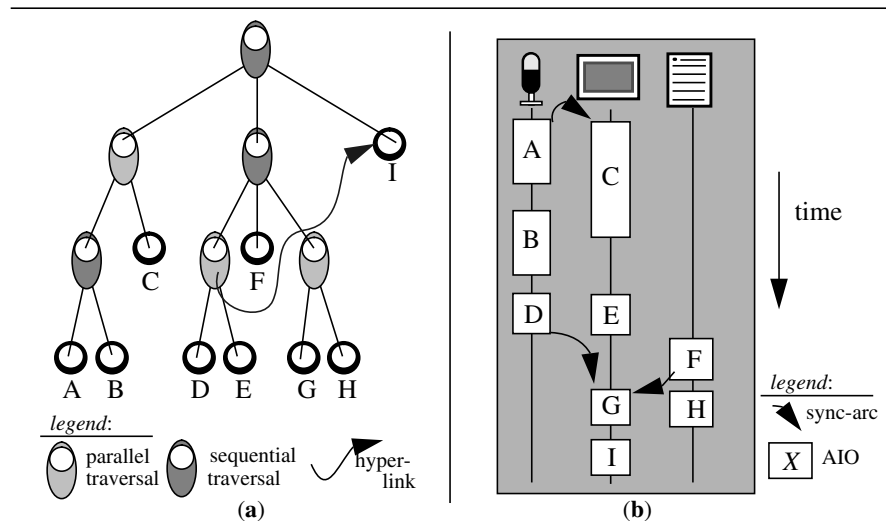 I
C
F
A B D E G H
legend:
parallel traversal
sequential traversal
hyper-link
(a)
A
C
B
D E
F
G H
I
time
legend:
sync-arc
X AIO
(b)